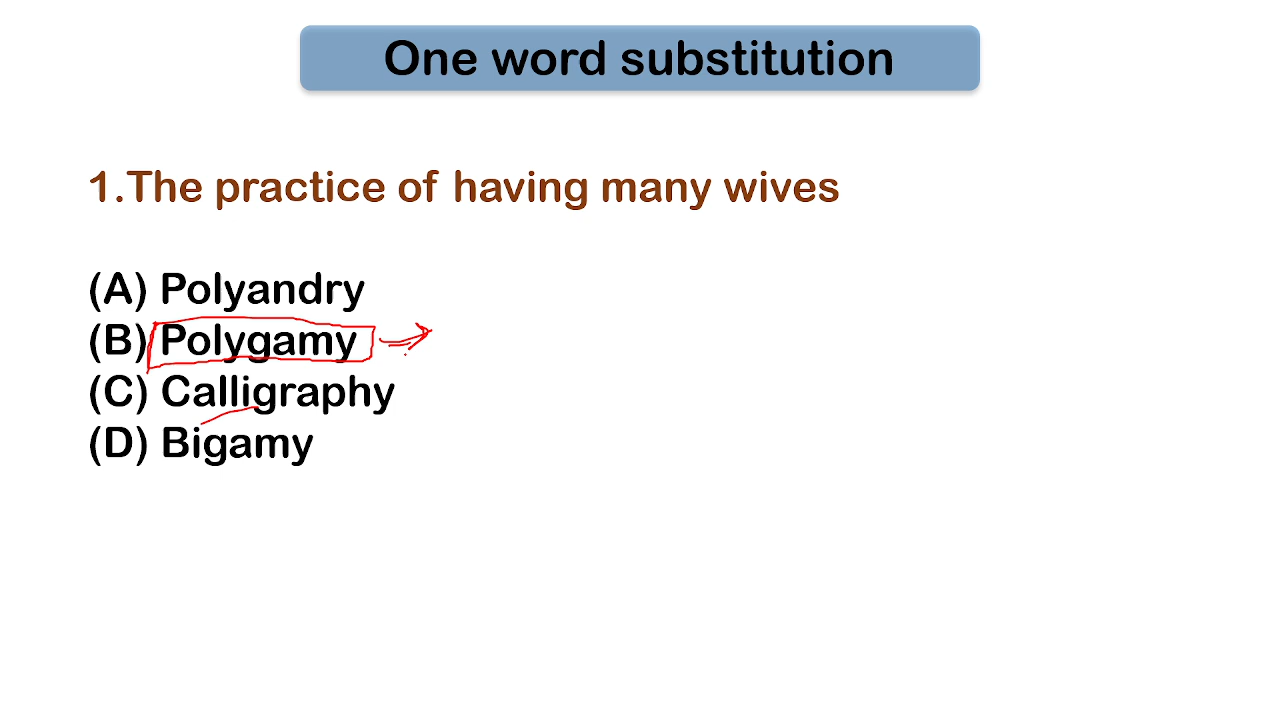 One word substitution
1.The practice of having many wives
(A) Polyandry
(B) Polygamy
(C) Calligraphy
(D) Bigamy